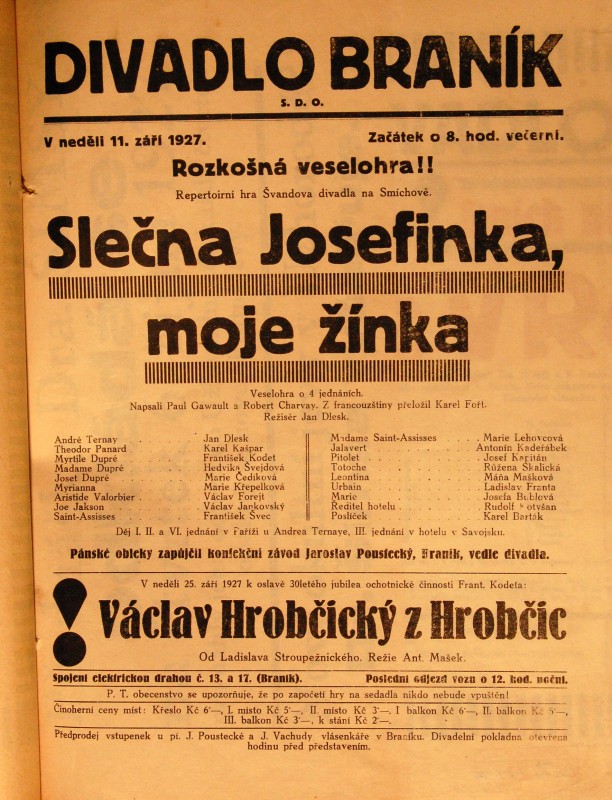 DIVADLO BRANÍK
S. D. O.
V neděli 11. září 1927. Začátek o 8. hod. večerní.
Rozkošná veselohra!!
Repertoirní hra Švandova divadla na Smíchově.
Slečna Josefinka,
moje žínka
Veselohra o 4 jednáních.
Napsali Paul Gawault a Robert Charvay. Z francouzštiny přeložil Karel Fořt.
Režisér Jan Dlesk.
André Ternay . . . . Jan Dlesk
Theodor Panard . . . . Karel Kašpar
Myrtile Dupré . . . . František Kodet
Madame Dupré . . . . Hedvika Švejdová
Joset Dupré . . . . Marie Čedíková
Myrianna . . . . Marie Křepelková
Aristide Valorbier . . . . Václav Forejt
Joe Jakson . . . . Václav Jankovský
Saint-Assises . . . . František Švec
Madame Saint-Assises . . . . Marie Lehovcová
Jalavert . . . . Antonín Kadeřábek
Pitolet . . . . Josef Kapitán
Totoche . . . . Růžena Skalická
Leontina . . . . Máňa Mašková
Urbain . . . . Ladislav Franta
Marie . . . . Josefa Bublová
Ředitel hotelu . . . . Rudolf
Poslíček . . . . Karel Barták
Děj I. II. a VI. jednání v Paříži u Andrea Ternaye, III. jednání v hotelu v Savojsku.
Pánské obleky zapůjčil konfekční závod Jaroslav Poustecký, Braník, vedle divadla.
V neděli 25. září 1927 k oslavě 30letého jubilea ochotnické činnosti Frant. Kodeta:
! Václav Hrobčický z Hrobčic
Od Ladislava Stroupežnického. Režie Ant. Mašek.
Spojení elektrickou drahou č. 13. a 17. (Braník). Poslední odjezd vozu o 12. hod. noční.
P. T. obecenstvo se upozorňuje, že po započetí hry na sedadla nikdo nebude vpuštěn!
Činoherní ceny míst: Křeslo Kč 6·—, I. místo Kč 5·—, II. místo Kč 3·—. I balkon Kč 6·—, II. balkon Kč 5·—,
III. balkon Kč 3·—, k stání Kč 2·—.
Předprodej vstupenek u pí. J. Poustecké a J. Vachudy vlásenkáře v Braníku. Divadelní pokladna otevřena
hodinu před představením.